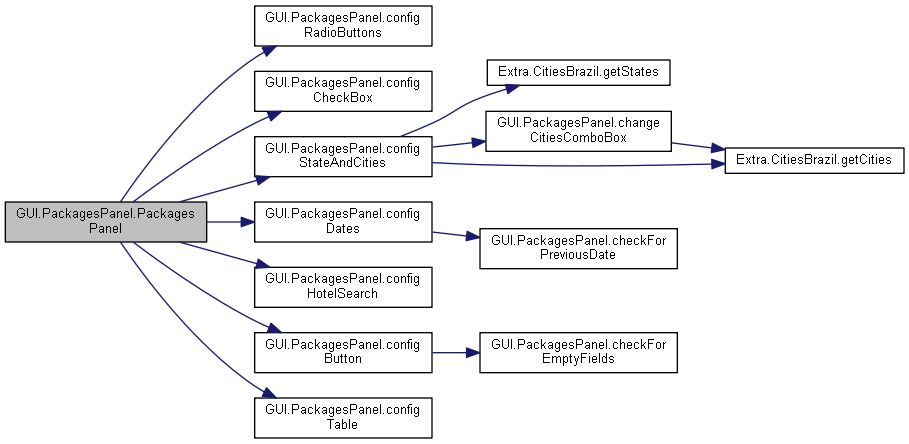 GUI.PackagesPanel.config
RadioButtons
GUI.PackagesPanel.config
CheckBox
Extra.CitiesBrazil.getStates
GUI.PackagesPanel.config
StateAndCities
GUI.PackagesPanel.change
CitiesComboBox
Extra.CitiesBrazil.getCities
GUI.PackagesPanel.Packages
Panel
GUI.PackagesPanel.config
Dates
GUI.PackagesPanel.checkFor
PreviousDate
GUI.PackagesPanel.config
HotelSearch
GUI.PackagesPanel.config
Button
GUI.PackagesPanel.checkFor
EmptyFields
GUI.PackagesPanel.config
Table